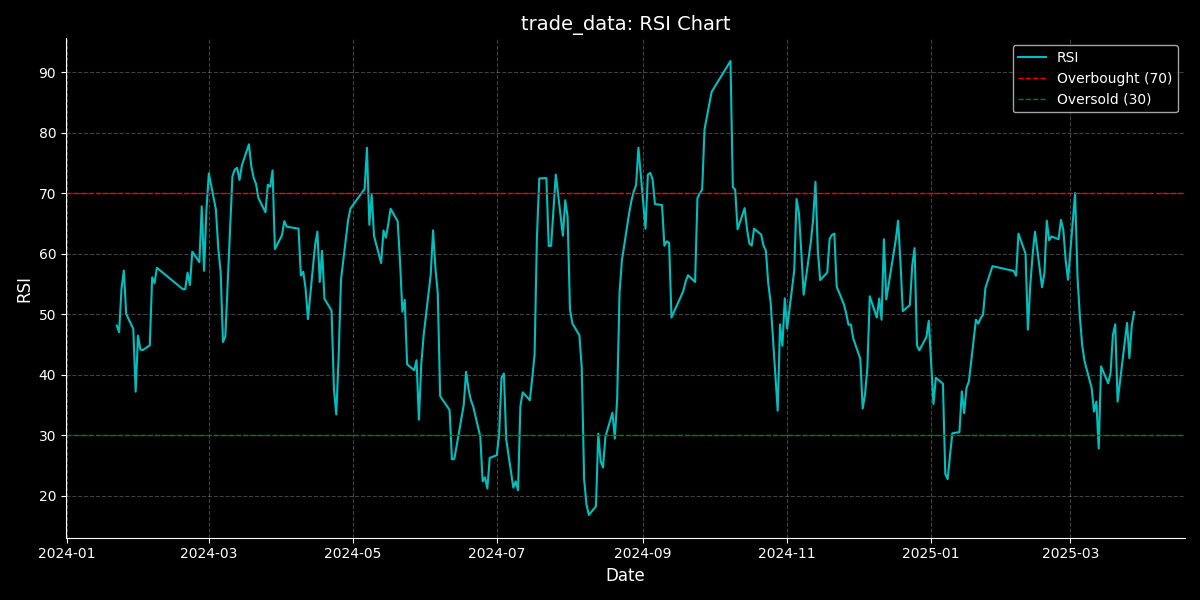 trade_data: RSI Chart
RSI
Overbought (70)
Oversold (30)
90
80
70
60
50
40
30
20
RSI
2024-01
2024-03
2024-05
2024-07
2024-09
2024-11
2025-01
2025-03
Date